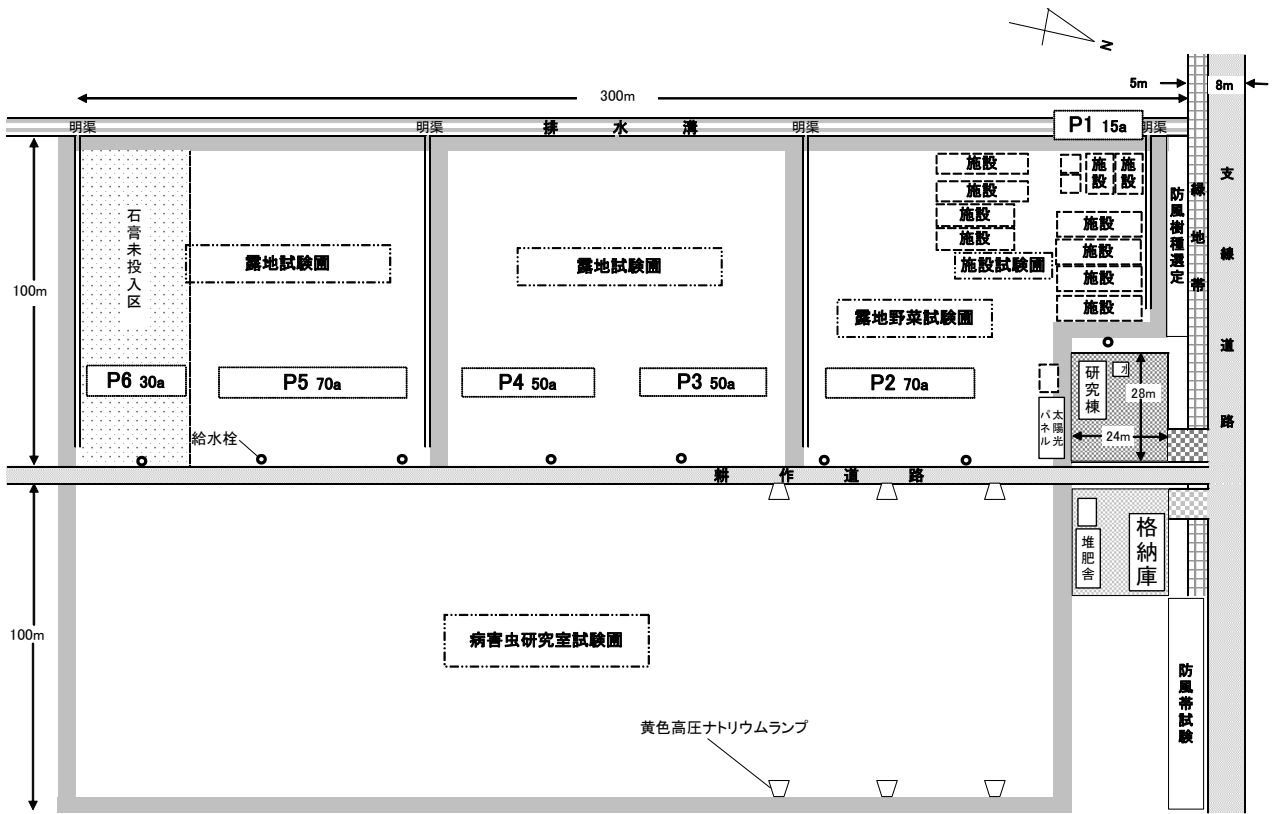 N
300m
5m
8m
明渠
明渠
排水溝
明渠
P1 15a
明渠
施設
施設
施設
施設
施設
施設
施設
施設
施設
施設
施設試験圃
防風樹種選定
緑地帯
支線道路
石膏未投入区
露地試験圃
露地試験圃
露地野菜試験圃
100m
P6 30a
P5 70a
P4 50a
P3 50a
P2 70a
太陽光
パネル
研究棟
28m
24m
給水栓
耕作道路
堆肥舎
格納庫
病害虫研究室試験圃
100m
防風帯試験
黄色高圧ナトリウムランプ